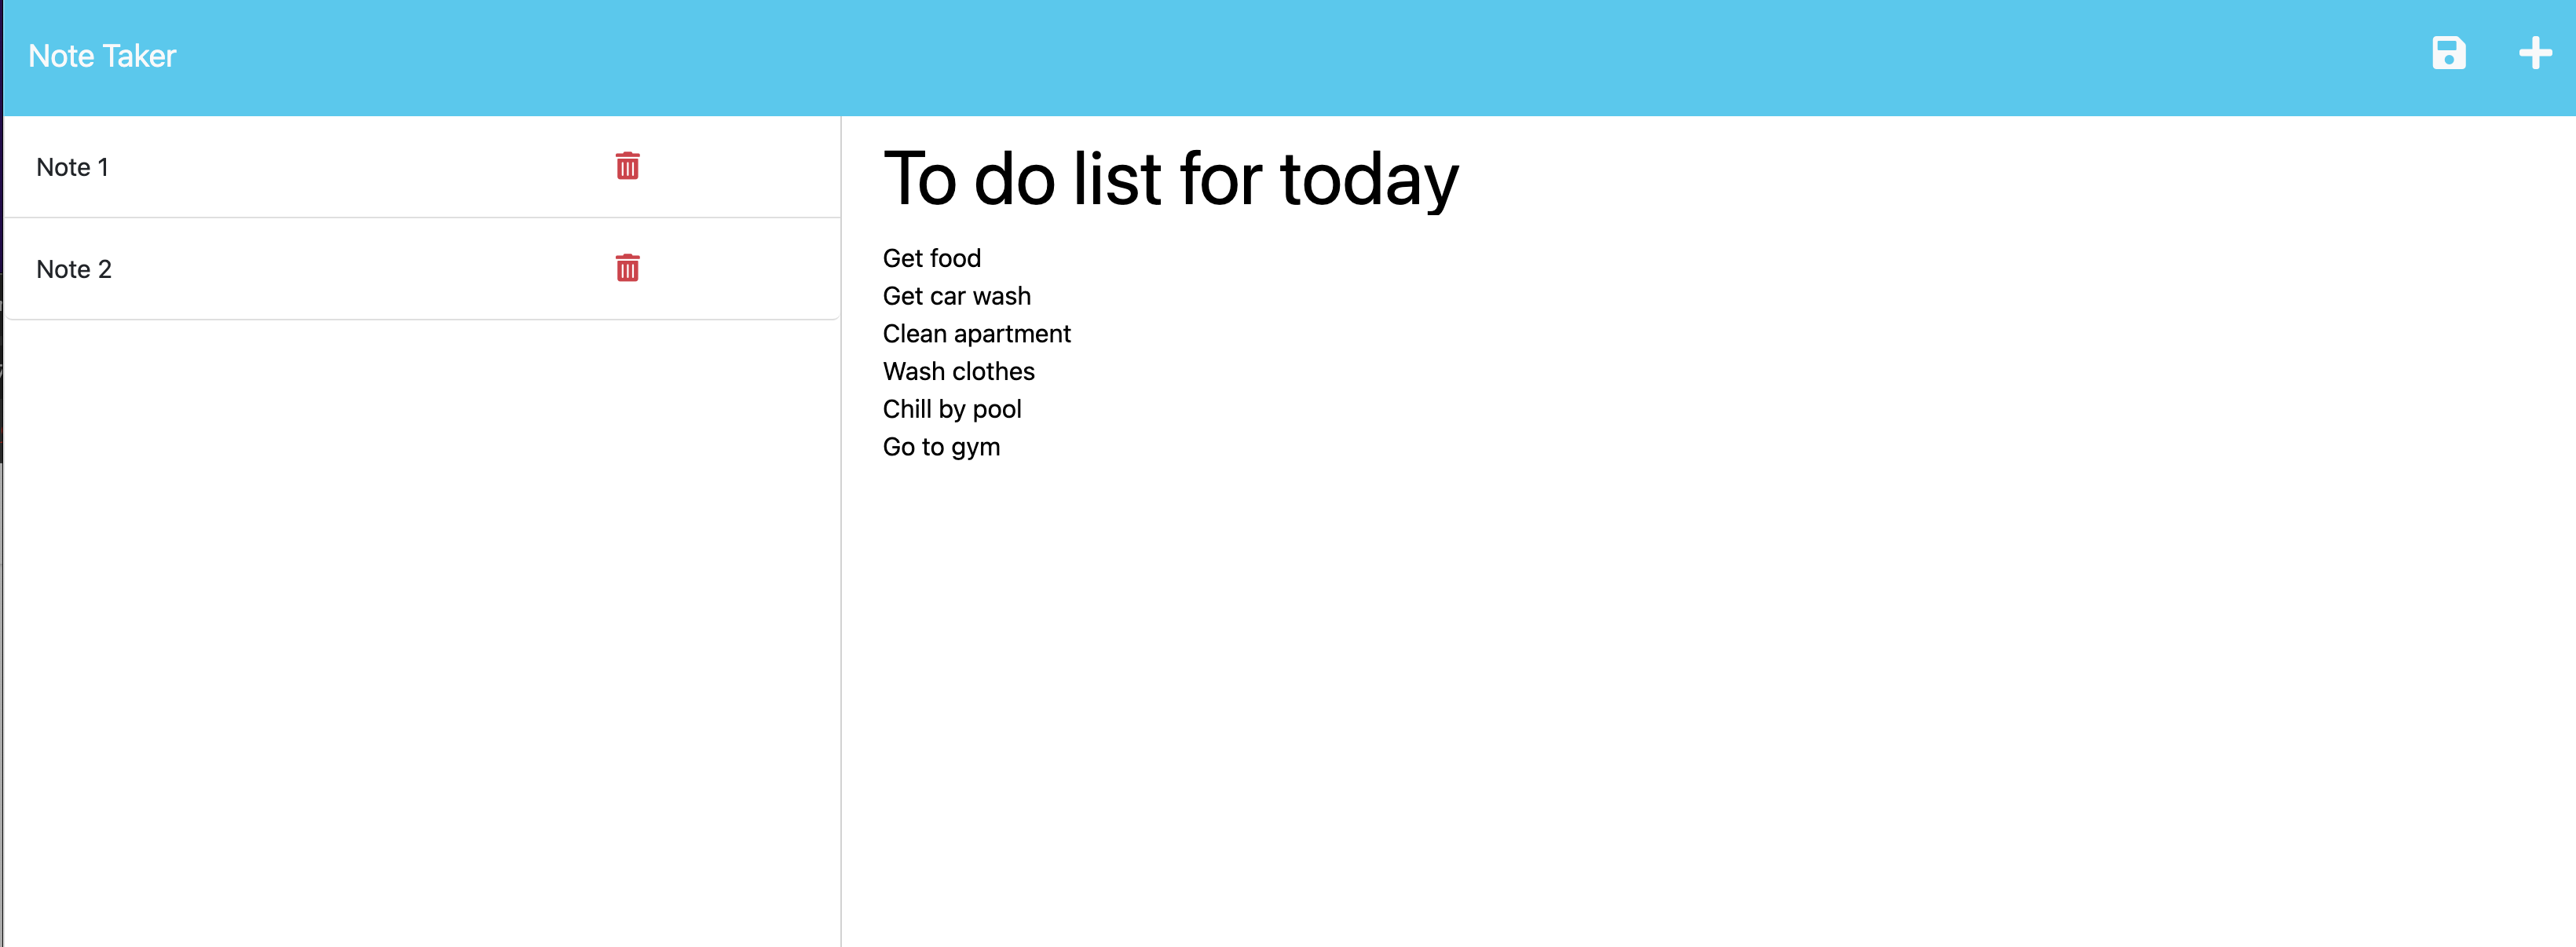 Note Taker
Note 1
Note 2
To do list for today
Get food
Get car wash
Clean apartment
Wash clothes
Chill by pool
Go to gym